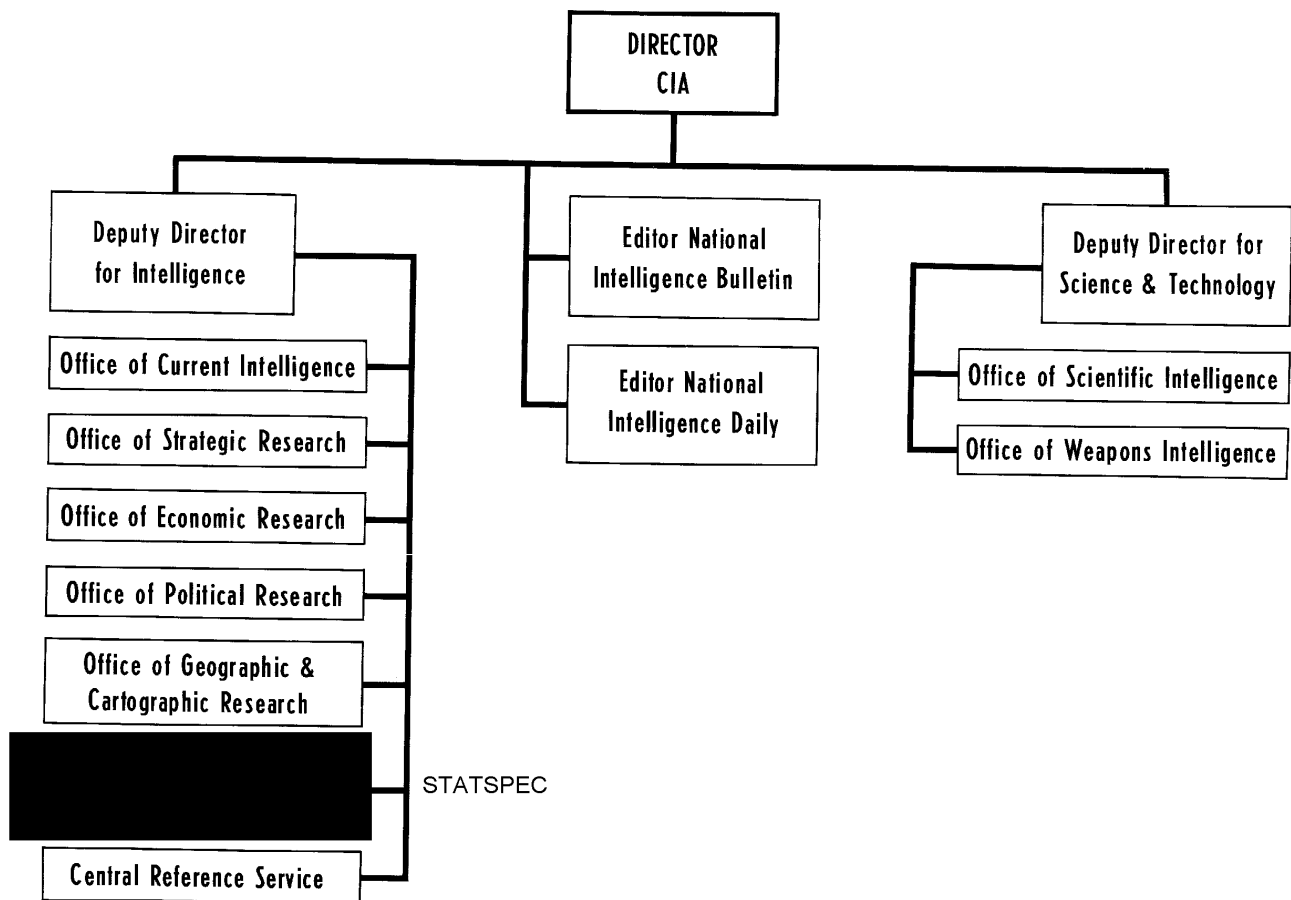 DIRECTOR
CIA
Deputy Director
for Intelligence
Office of Current Intelligence
Office of Strategic Research
Office of Economic Research
Office of Political Research
Office of Geographic &
Cartographic Research
STATSPEC
Central Reference Service
Editor National
Intelligence Bulletin
Editor National
Intelligence Daily
Deputy Director for
Science & Technology
Office of Scientific Intelligence
Office of Weapons Intelligence